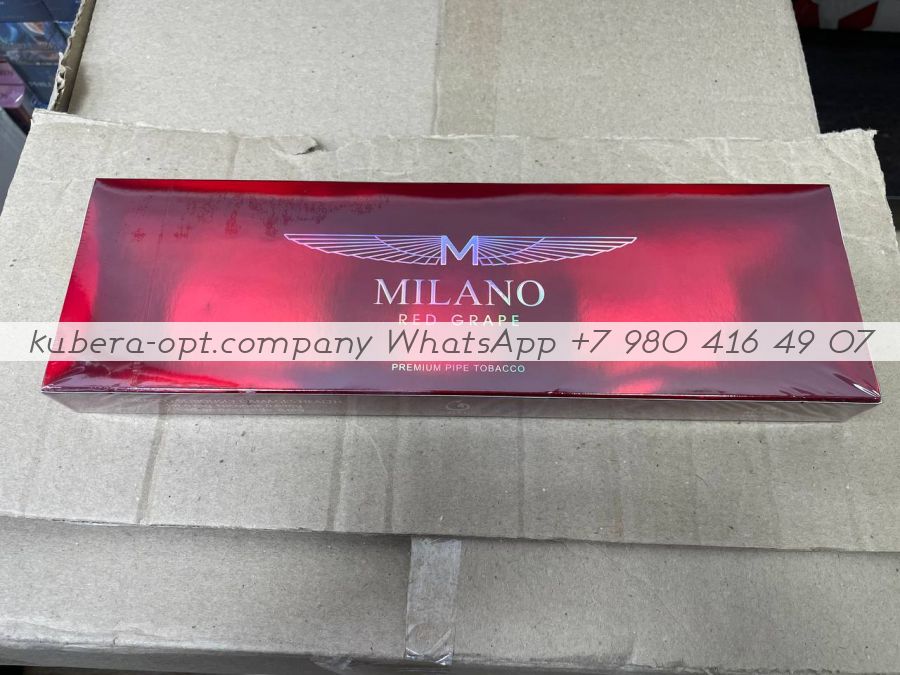 M
MILANO
RED GRAPE
kubera-opt.company WhatsApp +7 980 416 49 07
PREMIUM PIPE TOBACCO